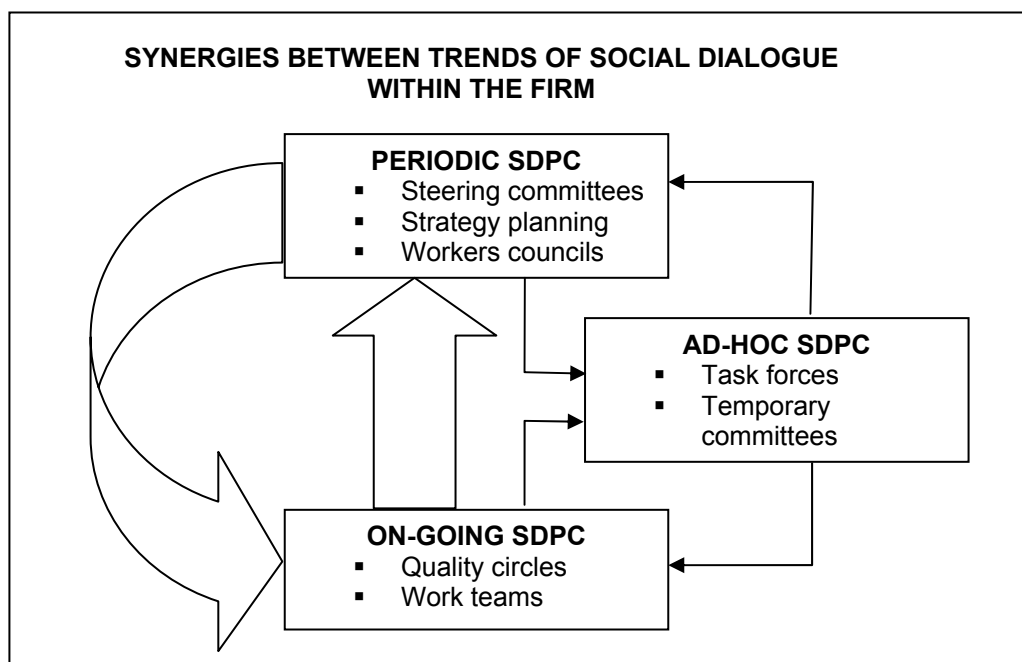 SYNERGIES BETWEEN TRENDS OF SOCIAL DIALOGUE
WITHIN THE FIRM
PERIODIC SDPC
▪ Steering committees
▪ Strategy planning
▪ Workers councils
AD-HOC SDPC
▪ Task forces
▪ Temporary
committees
ON-GOING SDPC
▪ Quality circles
▪ Work teams